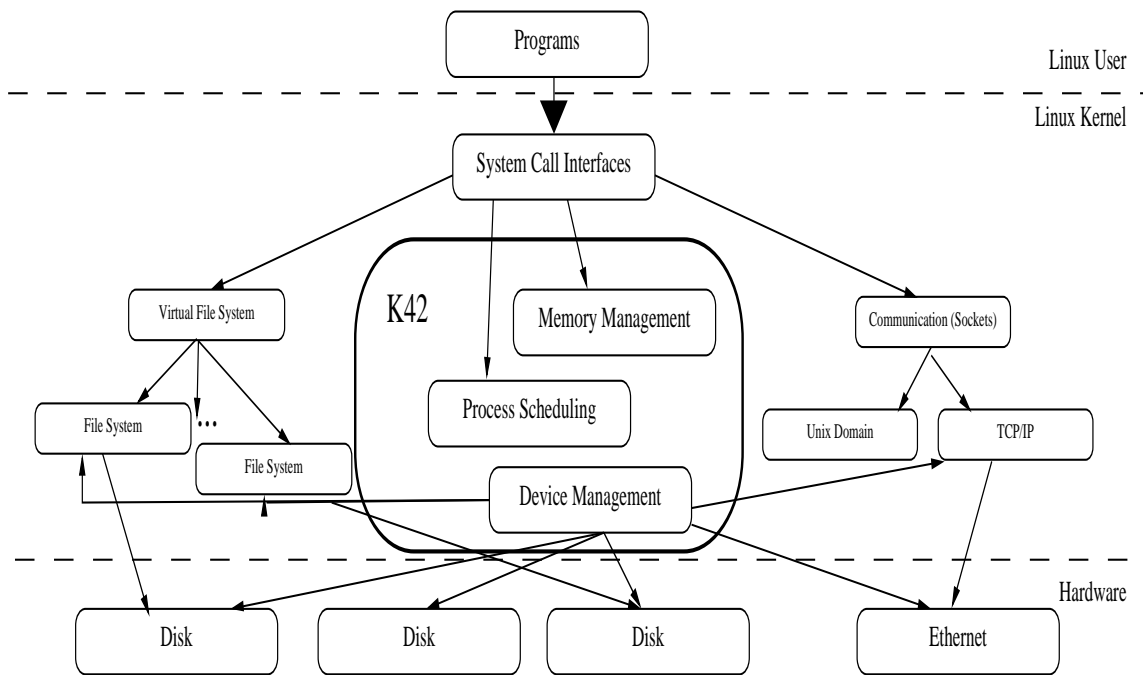 Programs
Linux User
Linux Kernel
System Call Interfaces
K42
Virtual File System
Memory Management
Communication (Sockets)
Process Scheduling
File System
...
Unix Domain
TCP/IP
File System
Device Management
Hardware
Disk
Disk
Disk
Ethernet